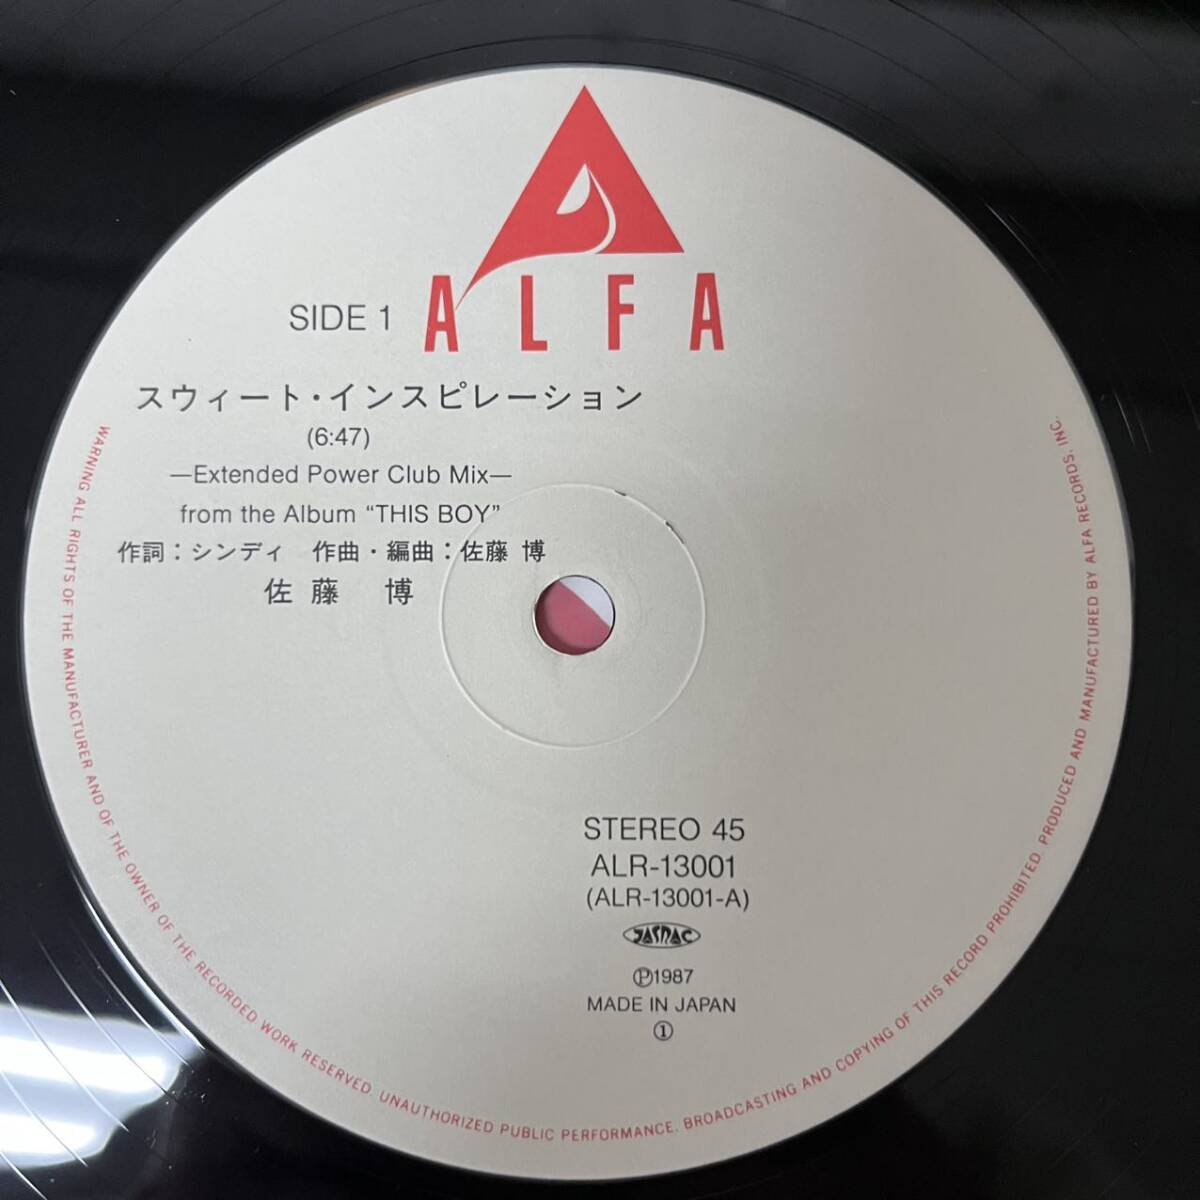 ALFA
SIDE 1
スウィート・インスピレーション
(6:47)
—Extended Power Club Mix—
from the Album “THIS BOY”
作詞：シンディ　作曲・編曲：佐藤 博
佐藤　博
STEREO 45
ALR-13001
(ALR-13001-A)
JASRAC
Ⓟ1987
MADE IN JAPAN
①
WARNING ALL RIGHTS OF THE MANUFACTURER AND OF THE OWNER OF THE RECORDED WORK RESERVED. UNAUTHORIZED PUBLIC PERFORMANCE, BROADCASTING AND COPYING OF THIS RECORD PROHIBITED. PRODUCED AND MANUFACTURED BY ALFA RECORDS, INC.